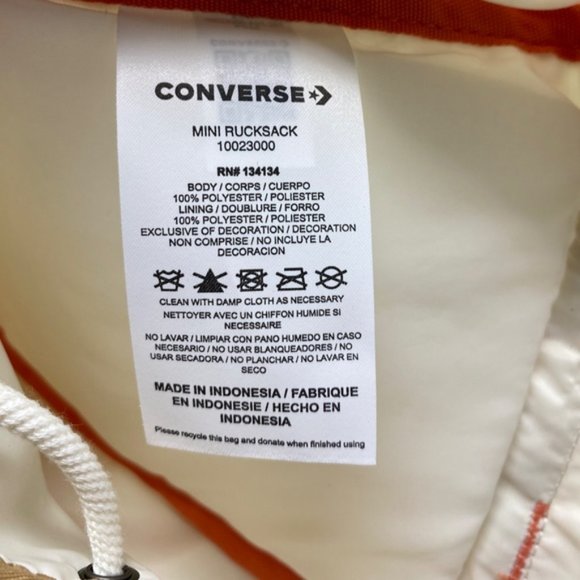 CONVERSE
MINI RUCKSACK
10023000
RN# 134134
BODY / CORPS / CUERPO
100% POLYESTER / POLIESTER
LINING / DOUBLURE / FORRO
100% POLYESTER / POLIESTER
EXCLUSIVE OF DECORATION / DECORATION
NON COMPRISE / NO INCLUYE LA
DECORACIÓN
CLEAN WITH DAMP CLOTH AS NECESSARY
NETTOYER AVEC UN CHIFFON HUMIDE SI
NECESSAIRE
NO LAVAR / LIMPIAR CON PANO HUMEDO EN CASO
NECESARIO / NO USAR BLANQUEADORES / NO
USAR SECADORA / NO PLANCHAR / NO LAVAR EN
SECO
MADE IN INDONESIA / FABRIQUE
EN INDONESIE / HECHO EN
INDONESIA
Please recycle this bag and donate when finished using